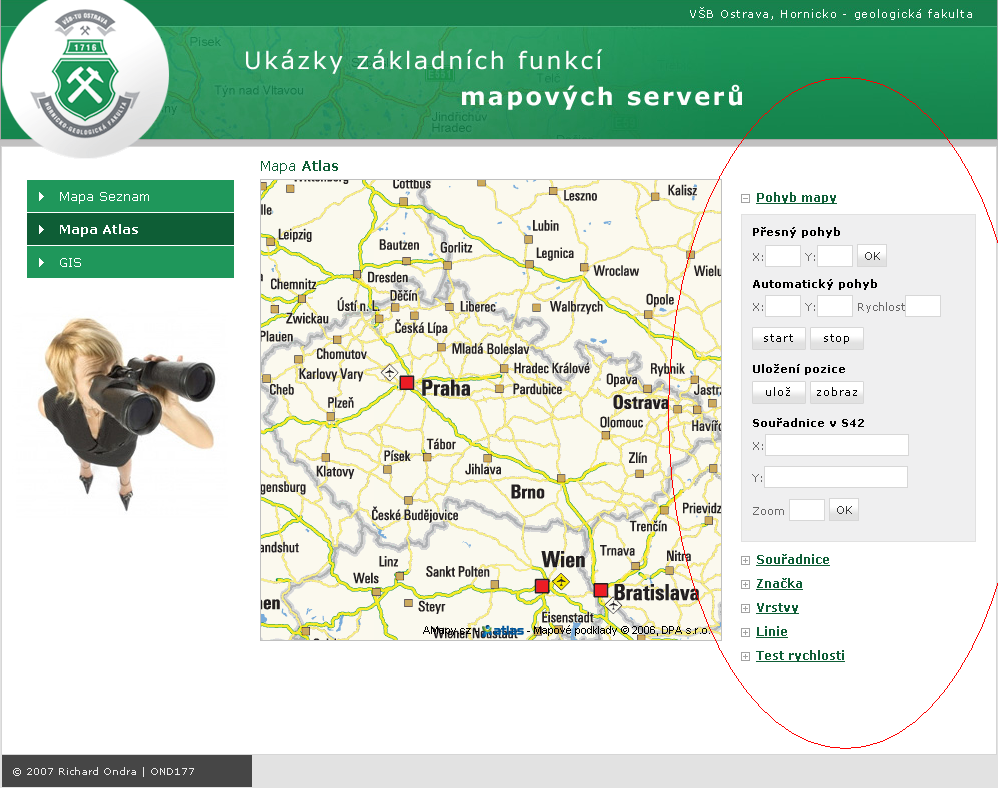 VŠB Ostrava, Hornicko - geologická fakulta
VŠB-TU OSTRAVA
1716
HORNICKO-GEOLOGICKÁ FAKULTA
Ukázky základních funkcí
mapových serverů
Písek
Týn nad Vltavou
Telč
Jindřichův
Hradec
Mapa Seznam
Mapa Atlas
GIS
Mapa Atlas
Cottbus
Kalisz
Leszno
Lubin
Leipzig
Bautzen
Gorlitz
Legnica
Wroclaw
Wielu
Dresden
Chemnitz
Děčín
Ústí n. L.
Liberec
Walbrzych
Opole
Zwickau
Česká Lípa
Plauen
Mladá Boleslav
Chomutov
Hradec Králové
Rybnik
Karlovy Vary
Opava
Cheb
Praha
Pardubice
Jastrz
Plzeň
Ostrava
Olomouc
Havířo
Tábor
Písek
Zlín
Klatovy
Jihlava
gensburg
Brno
Prievidz
České Budějovice
Trenčín
andshut
Linz
Wien
Trnava
Nitra
Wels
Sankt Polten
Bratislava
Steyr
Eisenstadt
Wiener Neustadt
AMapy.cz - atlas - Mapové podklady © 2006, DPA s.r.o.
Pohyb mapy
Přesný pohyb
X: Y: OK
Automatický pohyb
X: Y: Rychlost
start stop
Uložení pozice
ulož zobraz
Souřadnice v S42
X:
Y:
Zoom OK
Souřadnice
Značka
Vrstvy
Linie
Test rychlosti
© 2007 Richard Ondra | OND177